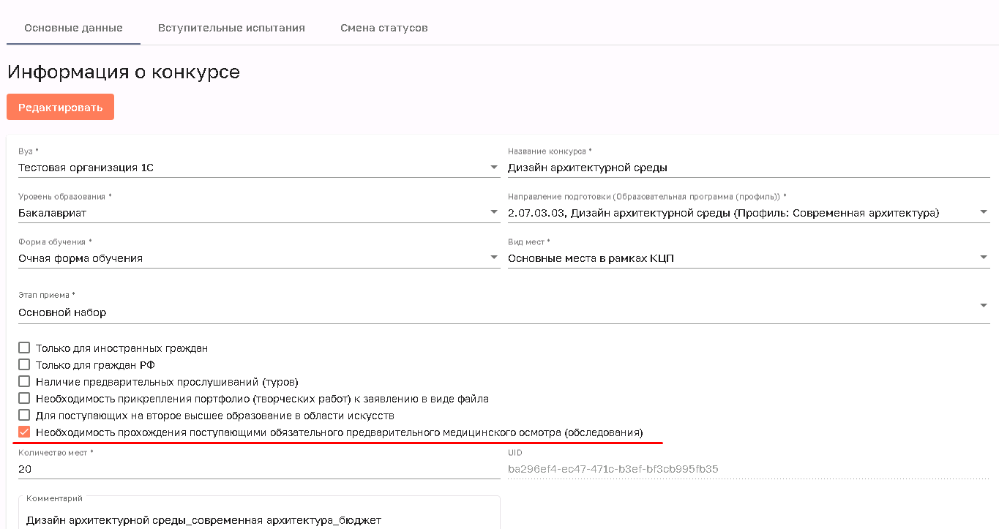 Основные данные Вступительные испытания Смена статусов
Информация о конкурсе
Редактировать
Вуз * Название конкурса *
Тестовая организация 1С Дизайн архитектурной среды
Уровень образования * Направление подготовки (Образовательная программа (профиль)) *
Бакалавриат 2.07.03.03, Дизайн архитектурной среды (Профиль: Современная архитектура)
Форма обучения * Вид мест *
Очная форма обучения Основные места в рамках КЦП
Этап приема *
Основной набор
Только для иностранных граждан
Только для граждан РФ
Наличие предварительных прослушиваний (туров)
Необходимость прикрепления портфолио (творческих работ) к заявлению в виде файла
Для поступающих на второе высшее образование в области искусств
Необходимость прохождения поступающими обязательного предварительного медицинского осмотра (обследования)
Количество мест * UID
20 ba296ef4-ec47-471c-b3ef-bf3cb995fb35
Комментарий
Дизайн архитектурной среды_современная архитектура_бюджет